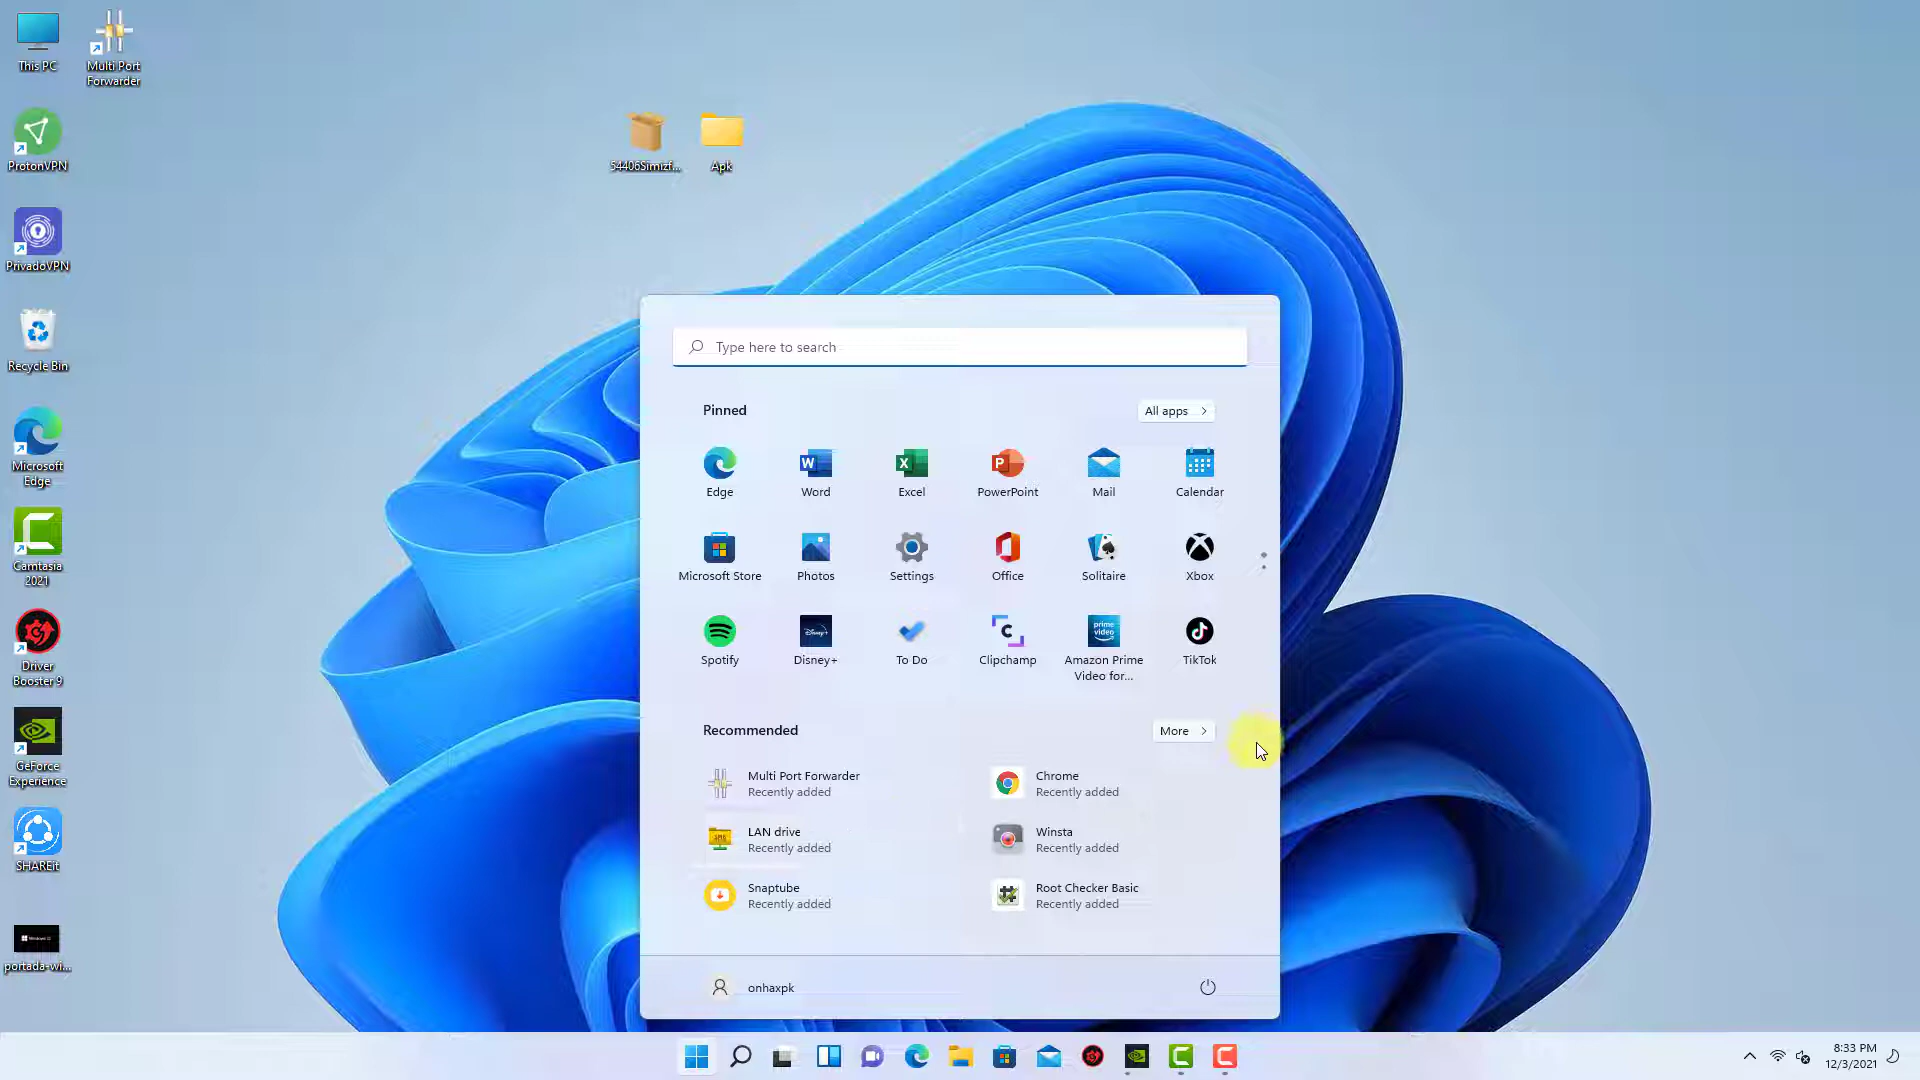 This PC
Multi Port
Forwarder
ProtonVPN
PrivadoVPN
Recycle Bin
Microsoft
Edge
Camtasia
2021
Driver
Booster 9
GeForce
Experience
SHAREit
portada-wi...
54406Simizf...
Apk
Type here to search
Pinned
All apps
Edge
Word
Excel
PowerPoint
Mail
Calendar
Microsoft Store
Photos
Settings
Office
Solitaire
Xbox
Spotify
Disney+
To Do
Clipchamp
Amazon Prime
Video for...
TikTok
Recommended
More
Multi Port Forwarder
Recently added
Chrome
Recently added
LAN drive
Recently added
Winsta
Recently added
Snaptube
Recently added
Root Checker Basic
Recently added
onhaxpk
8:33 PM
12/3/2021